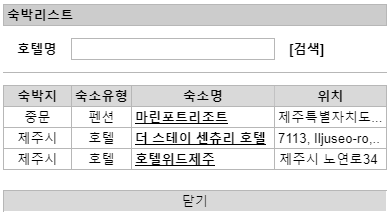 숙박리스트
호텔명 [검색]
숙박지 숙소유형 숙소명 위치
중문 펜션 마린포트리조트 제주특별자치도...
제주시 호텔 더 스테이 센츄리 호텔 7113, Iljuseo-ro,..
제주시 호텔 호텔위드제주 제주시 노연로34
닫기